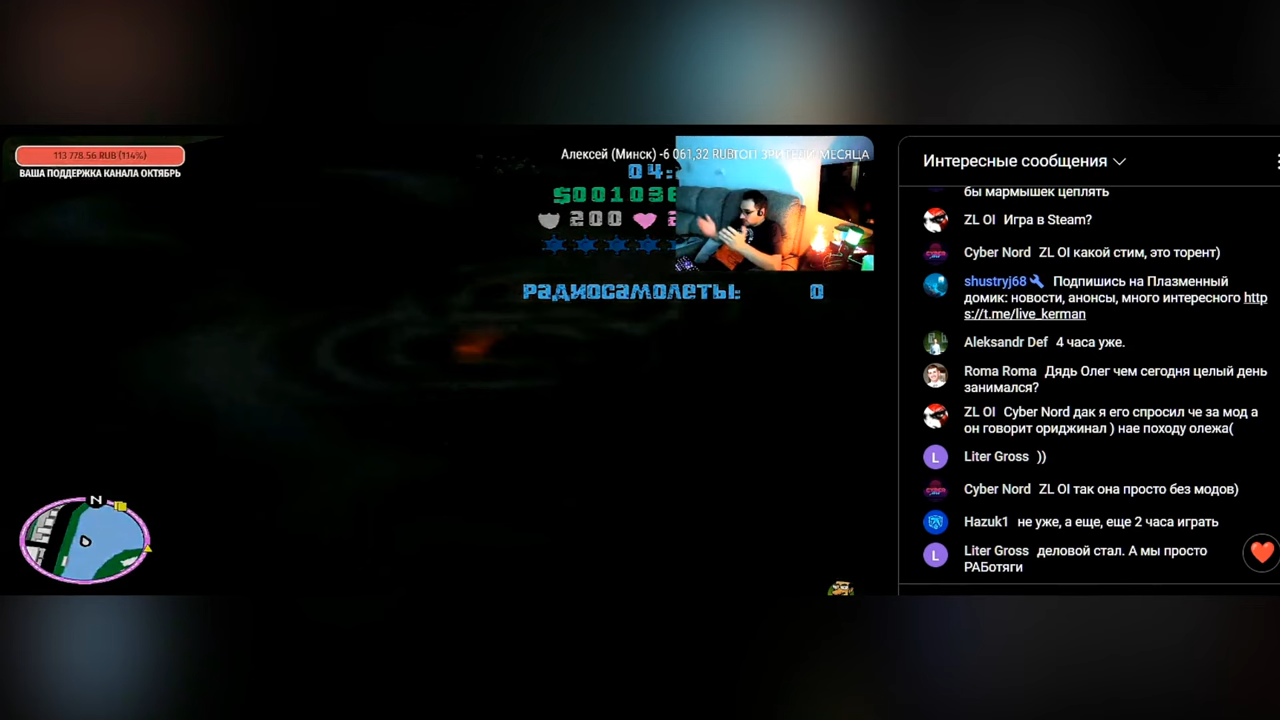 113 778.56 RUB (114%)
ВАША ПОДДЕРЖКА КАНАЛА ОКТЯБРЬ
Алексей (Минск) -6 061,32 RUB
МЕСЯЦА
04:
$001036
200
РАДИОСАМОЛЕТЫ: 0
N
Интересные сообщения
бы мармышек цеплять
ZL OI Игра в Steam?
Cyber Nord ZL OI какой стим, это торент)
shustryj68 Подпишись на Плазменный
домик: новости, анонсы, много интересного http
s://t.me/live_kerman
Aleksandr Def 4 часа уже.
Roma Roma Дядь Олег чем сегодня целый день
занимался?
ZL OI Cyber Nord дак я его спросил че за мод а
он говорит ориджинал ) нае походу олежа(
L
Liter Gross ))
Cyber Nord ZL OI так она просто без модов)
Hazuk1 не уже, а еще, еще 2 часа играть
L
Liter Gross деловой стал. А мы просто
РАБотяги